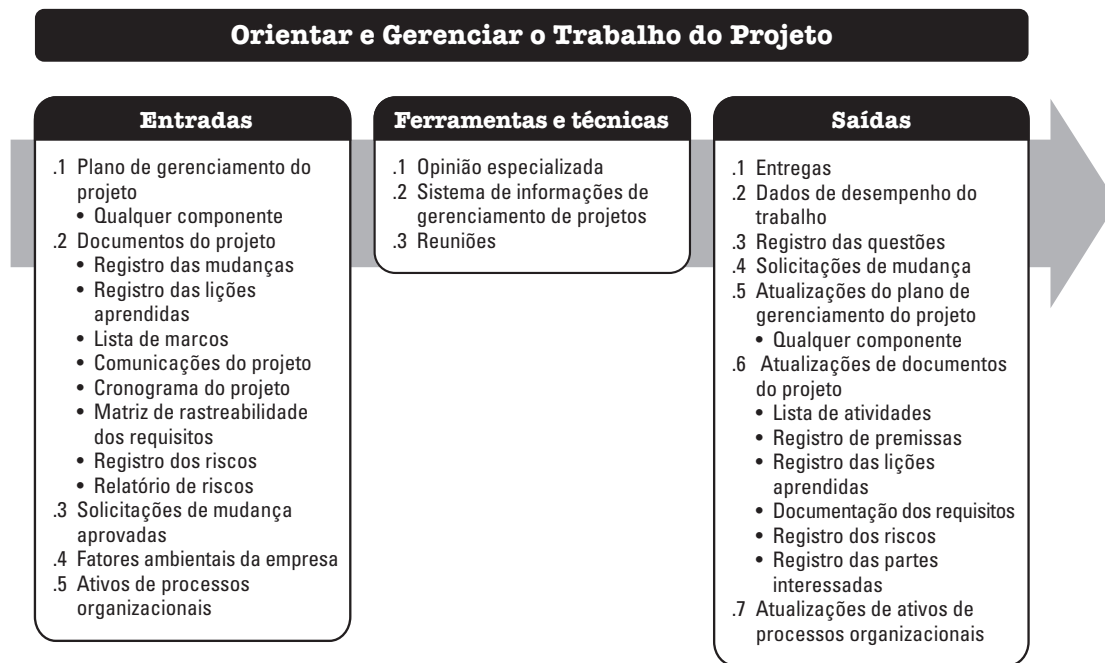 Orientar e Gerenciar o Trabalho do Projeto
Entradas
.1 Plano de gerenciamento do
projeto
• Qualquer componente
.2 Documentos do projeto
• Registro das mudanças
• Registro das lições
aprendidas
• Lista de marcos
• Comunicações do projeto
• Cronograma do projeto
• Matriz de rastreabilidade
dos requisitos
• Registro dos riscos
• Relatório de riscos
.3 Solicitações de mudança
aprovadas
.4 Fatores ambientais da empresa
.5 Ativos de processos
organizacionais
Ferramentas e técnicas
.1 Opinião especializada
.2 Sistema de informações de
gerenciamento de projetos
.3 Reuniões
Saídas
.1 Entregas
.2 Dados de desempenho do
trabalho
.3 Registro das questões
.4 Solicitações de mudança
.5 Atualizações do plano de
gerenciamento do projeto
• Qualquer componente
.6 Atualizações de documentos
do projeto
• Lista de atividades
• Registro de premissas
• Registro das lições
aprendidas
• Documentação dos requisitos
• Registro dos riscos
• Registro das partes
interessadas
.7 Atualizações de ativos de
processos organizacionais